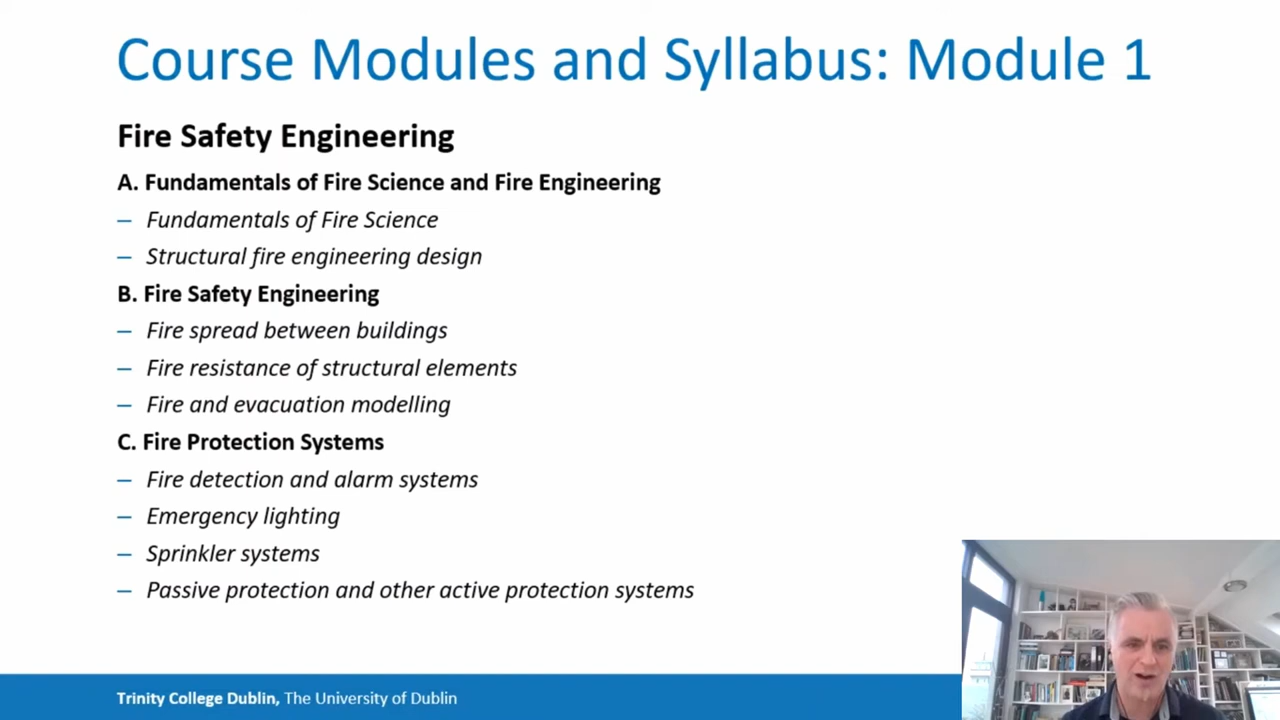 Course Modules and Syllabus: Module 1
Fire Safety Engineering
A. Fundamentals of Fire Science and Fire Engineering
– Fundamentals of Fire Science
– Structural fire engineering design
B. Fire Safety Engineering
– Fire spread between buildings
– Fire resistance of structural elements
– Fire and evacuation modelling
C. Fire Protection Systems
– Fire detection and alarm systems
– Emergency lighting
– Sprinkler systems
– Passive protection and other active protection systems
Trinity College Dublin, The University of Dublin